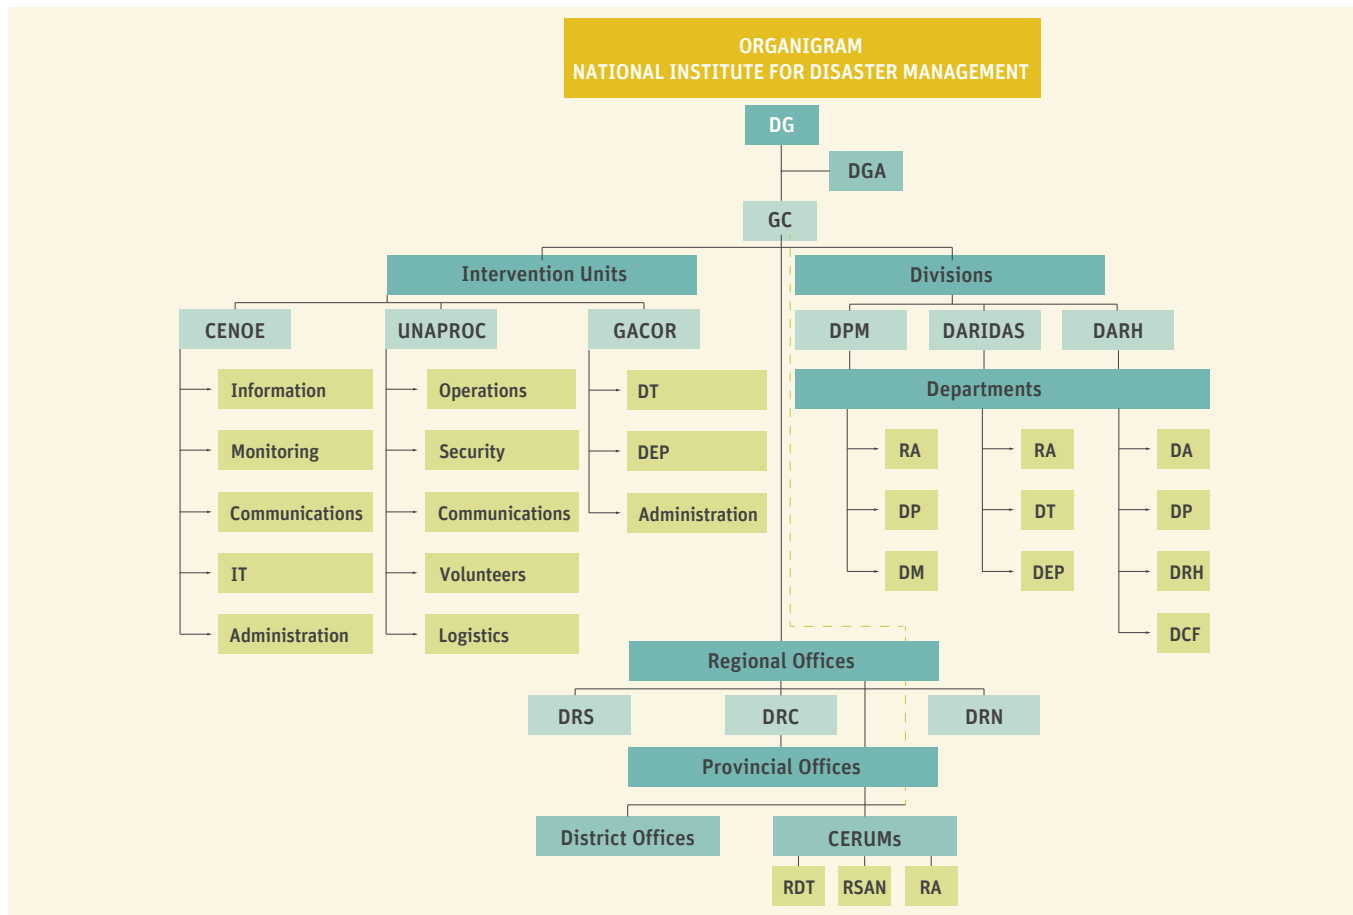 ORGANIGRAM
NATIONAL INSTITUTE FOR DISASTER MANAGEMENT
DG
DGA
GC
Intervention Units
Divisions
CENOE
UNAPROC
GACOR
DPM
DARIDAS
DARH
Information
Monitoring
Communications
IT
Administration
Operations
Security
Communications
Volunteers
Logistics
DT
DEP
Administration
Departments
RA
DP
DM
RA
DT
DEP
DA
DP
DRH
DCF
Regional Offices
DRS
DRC
DRN
Provincial Offices
District Offices
CERUMs
RDT
RSAN
RA